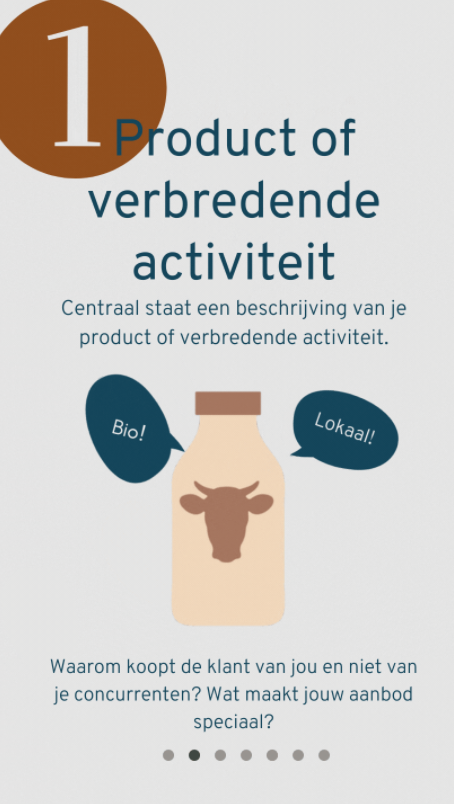 1
Product of
verbredende
activiteit
Centraal staat een beschrijving van je
product of verbredende activiteit.
Bio!
Lokaal!
Waarom koopt de klant van jou en niet van
je concurrenten? Wat maakt jouw aanbod
speciaal?